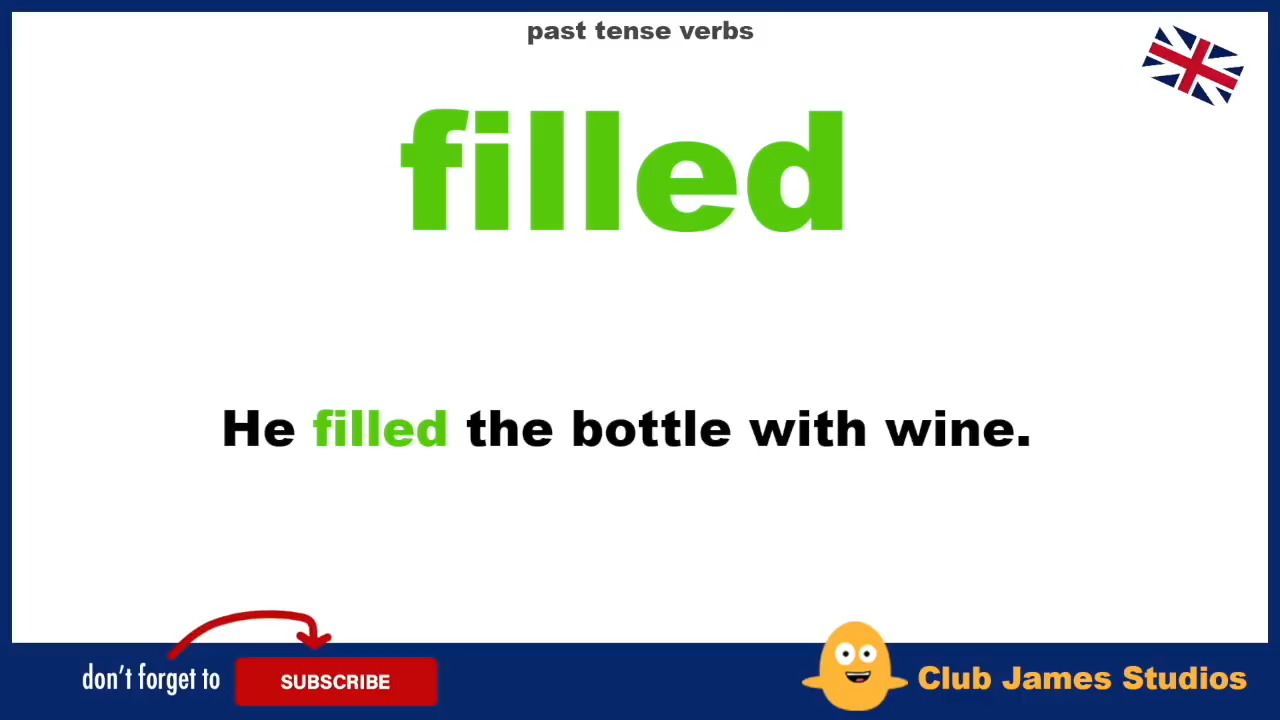 past tense verbs
filled
He filled the bottle with wine.
don't forget to SUBSCRIBE
Club James Studios